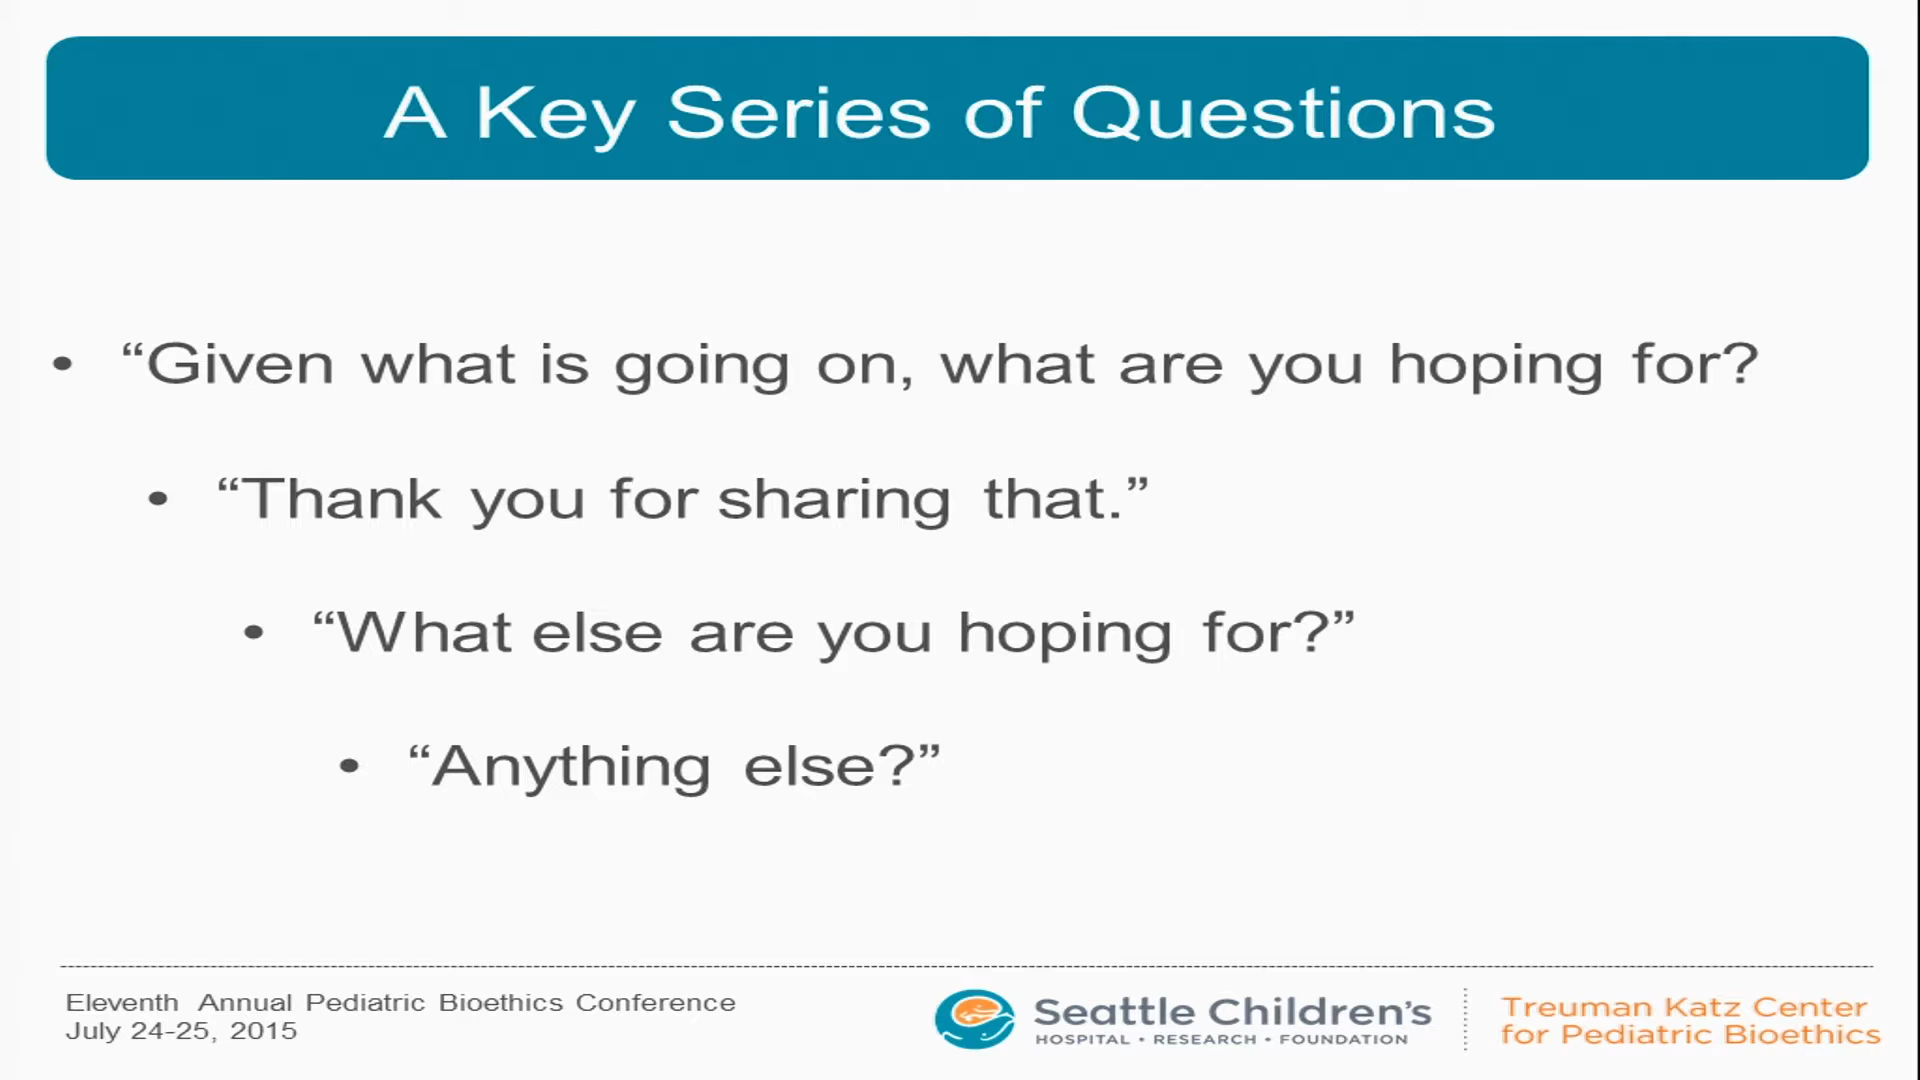 A Key Series of Questions
• “Given what is going on, what are you hoping for?
• “Thank you for sharing that.”
• “What else are you hoping for?”
• “Anything else?”
Eleventh Annual Pediatric Bioethics Conference
July 24-25, 2015
Seattle Children’s
HOSPITAL • RESEARCH • FOUNDATION
Treuman Katz Center
for Pediatric Bioethics